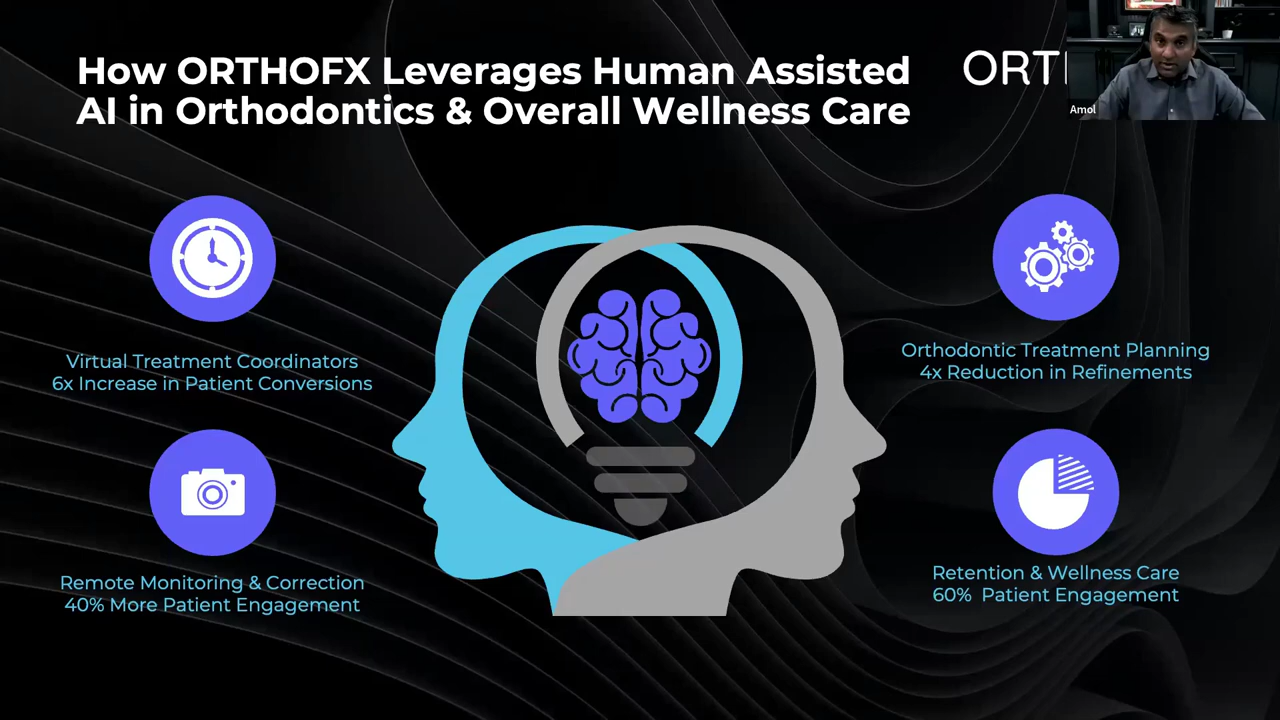 How ORTHOFX Leverages Human Assisted
AI in Orthodontics & Overall Wellness Care
ORT
Amol
Virtual Treatment Coordinators
6x Increase in Patient Conversions
Orthodontic Treatment Planning
4x Reduction in Refinements
Remote Monitoring & Correction
40% More Patient Engagement
Retention & Wellness Care
60% Patient Engagement